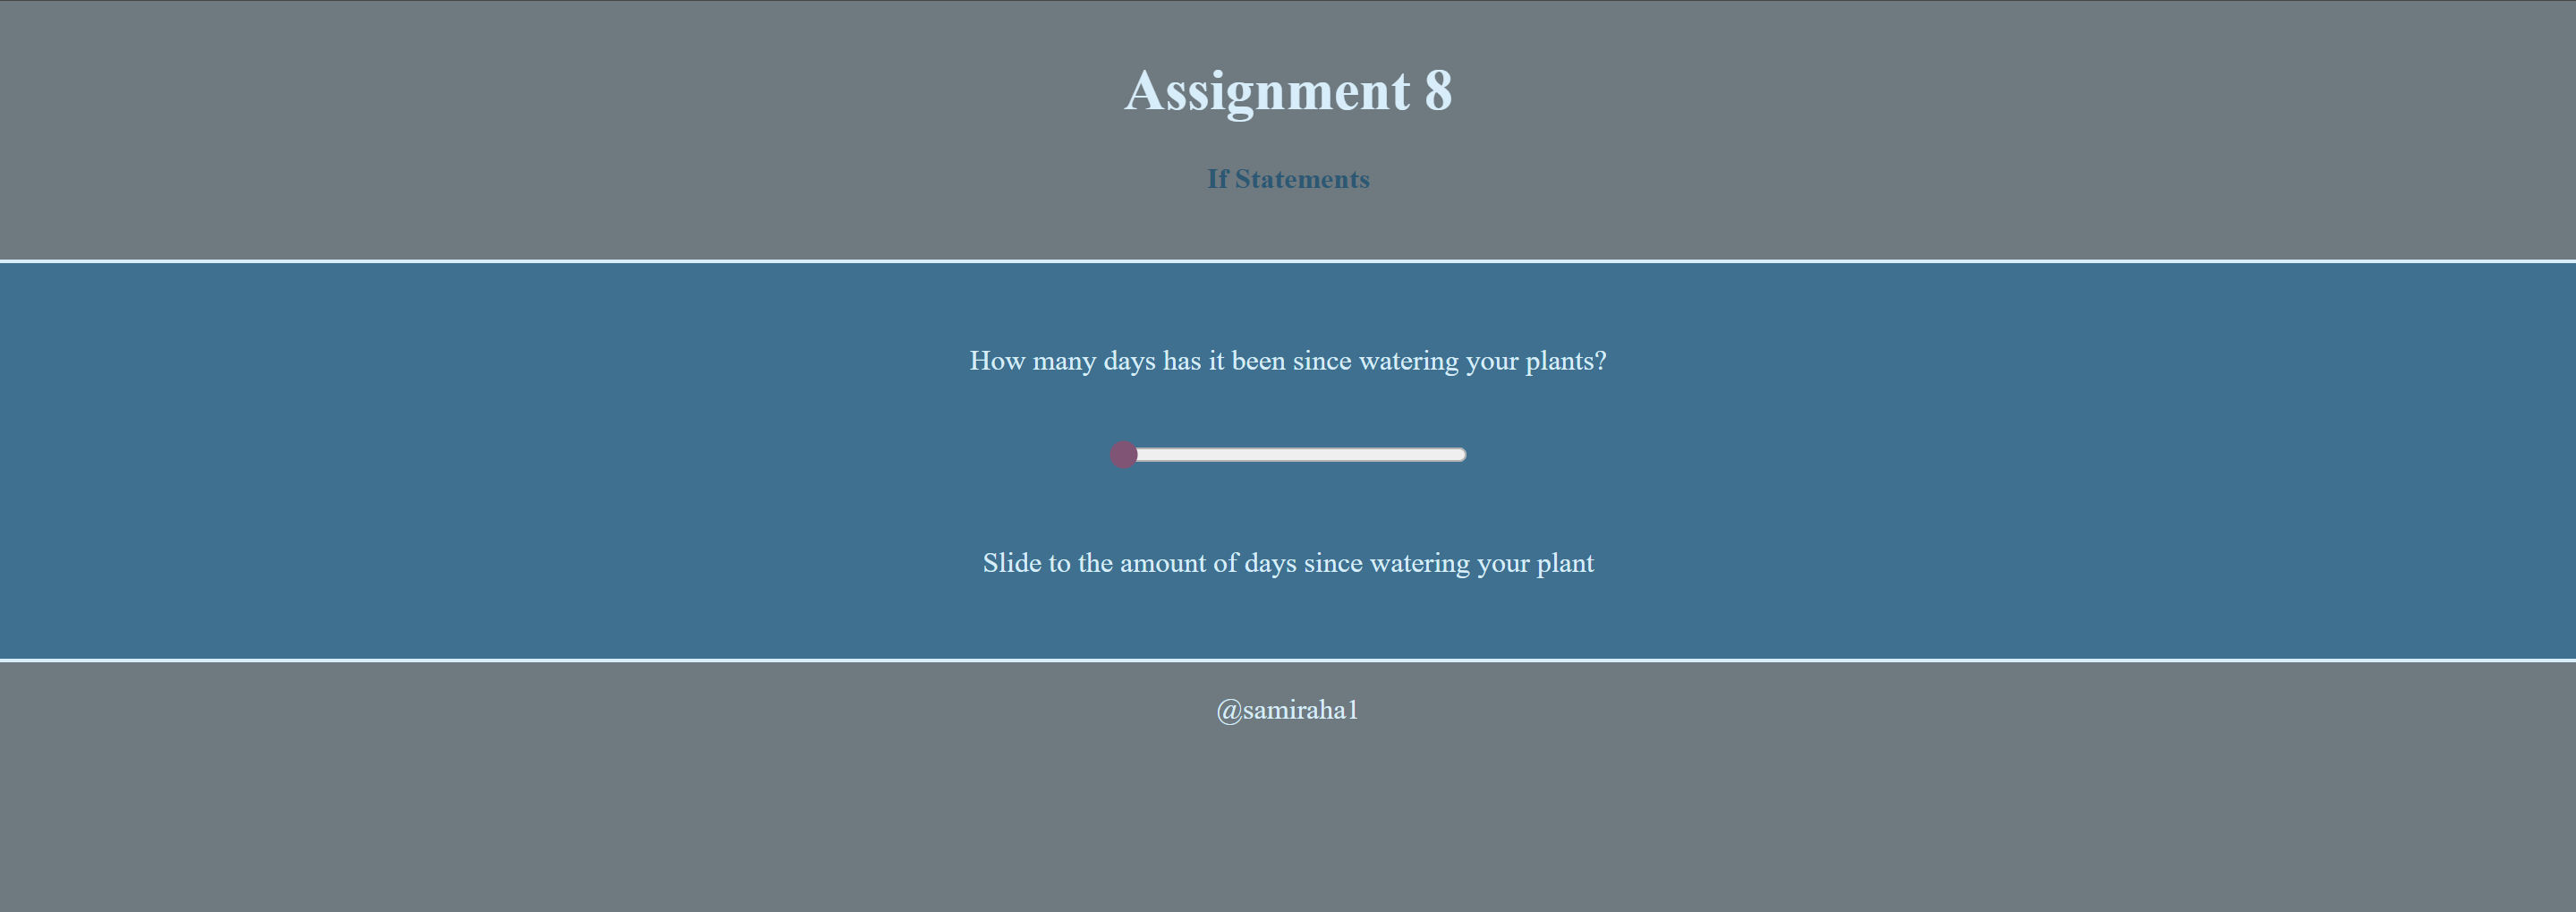 Assignment 8
If Statements
How many days has it been since watering your plants?
Slide to the amount of days since watering your plant
@samiraha1